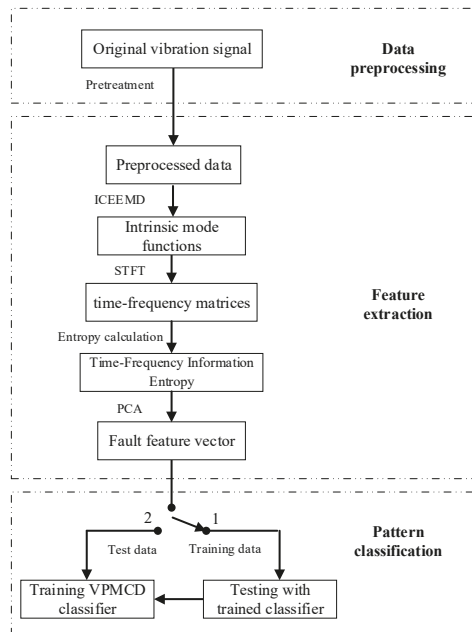 Original vibration signal
Data
preprocessing
Pretreatment
Preprocessed data
ICEEMD
Intrinsic mode
functions
STFT
time-frequency matrices
Feature
extraction
Entropy calculation
Time-Frequency Information
Entropy
PCA
Fault feature vector
2
1
Test data
Training data
Pattern
classification
Training VPMCD
classifier
Testing with
trained classifier